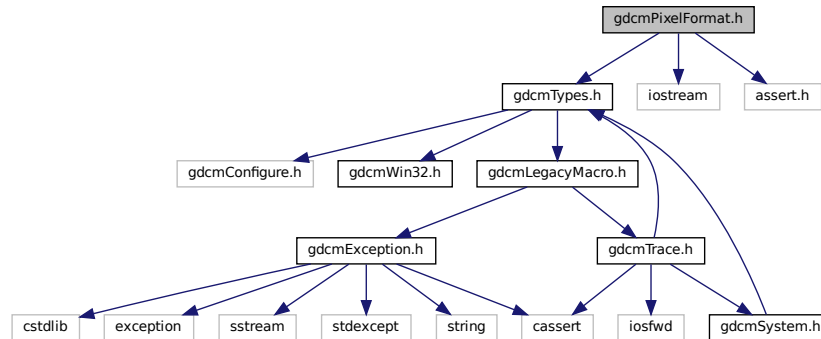 gdcmPixelFormat.h
gdcmTypes.h
iostream
assert.h
gdcmConfigure.h
gdcmWin32.h
gdcmLegacyMacro.h
gdcmException.h
gdcmTrace.h
cstdlib
exception
sstream
stdexcept
string
cassert
iosfwd
gdcmSystem.h